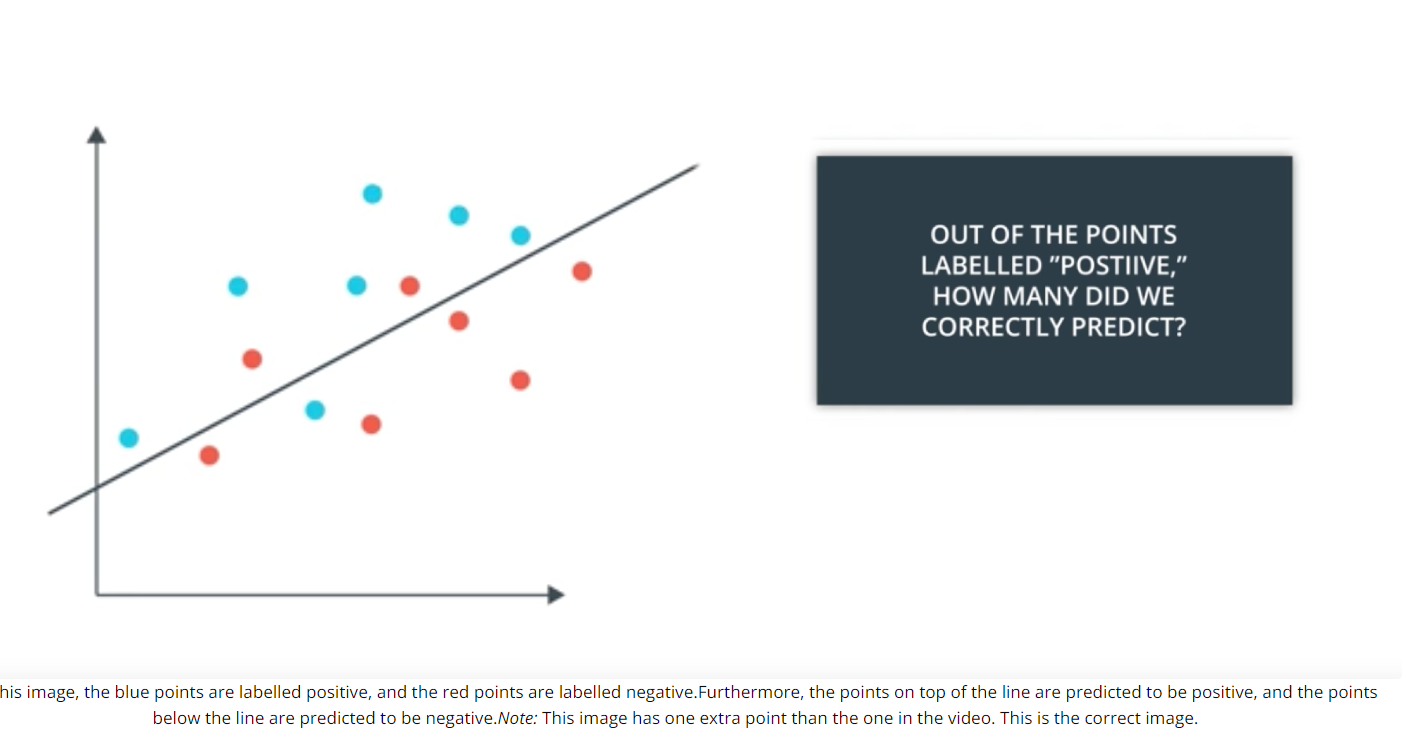 OUT OF THE POINTS
LABELLED "POSTIIVE,"
HOW MANY DID WE
CORRECTLY PREDICT?
his image, the blue points are labelled positive, and the red points are labelled negative.Furthermore, the points on top of the line are predicted to be positive, and the points
below the line are predicted to be negative.Note: This image has one extra point than the one in the video. This is the correct image.